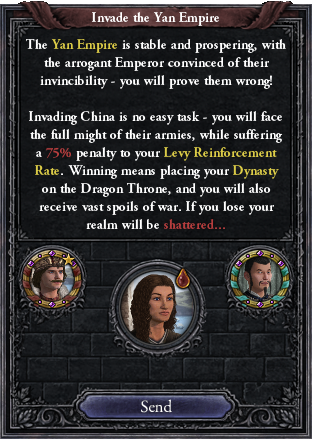 Invade the Yan Empire
The Yan Empire is stable and prospering, with
the arrogant Emperor convinced of their
invincibility - you will prove them wrong!
Invading China is no easy task - you will face
the full might of their armies, while suffering
a 75% penalty to your Levy Reinforcement
Rate. Winning means placing your Dynasty
on the Dragon Throne, and you will also
receive vast spoils of war. If you lose your
realm will be shattered...
Send